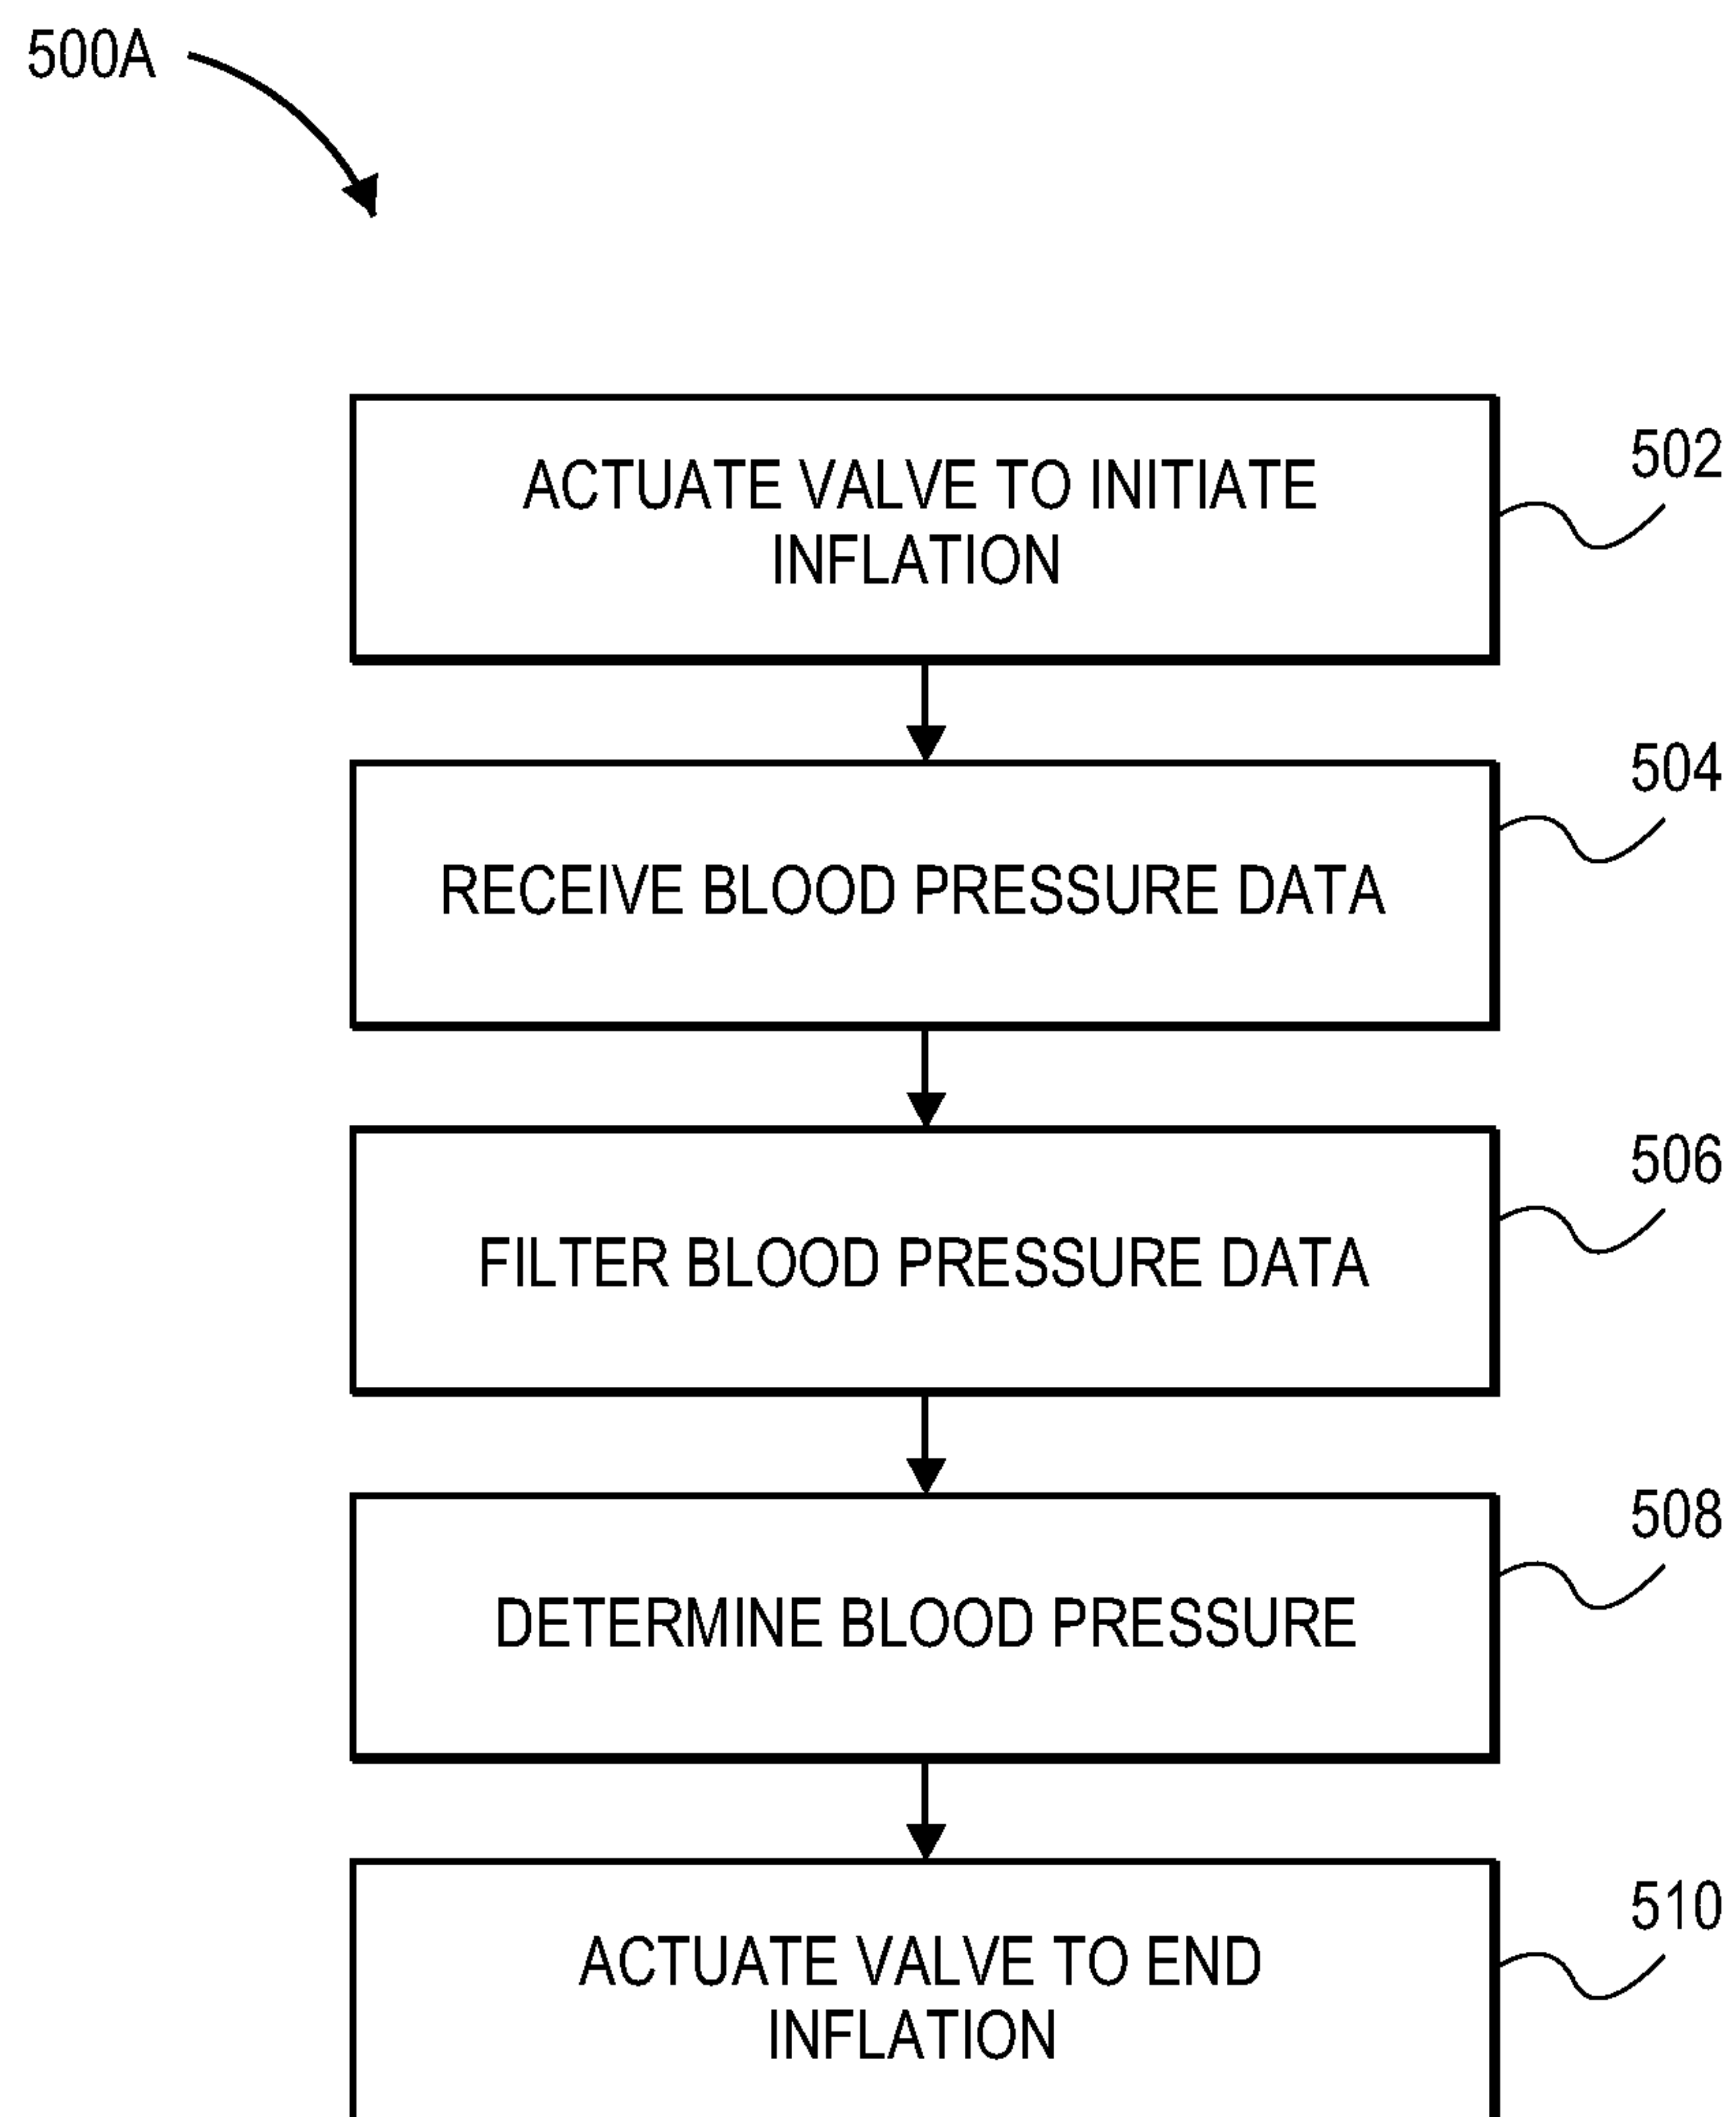 500A
ACTUATE VALVE TO INITIATE
INFLATION
502
RECEIVE BLOOD PRESSURE DATA
504
FILTER BLOOD PRESSURE DATA
506
DETERMINE BLOOD PRESSURE
508
ACTUATE VALVE TO END
INFLATION
510